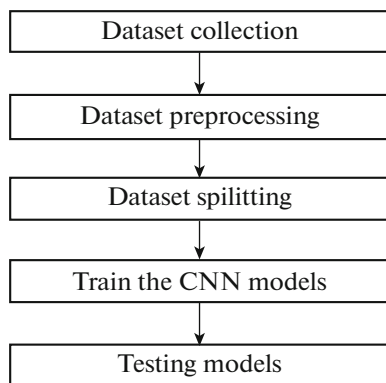 Dataset collection
Dataset preprocessing
Dataset spilitting
Train the CNN models
Testing models